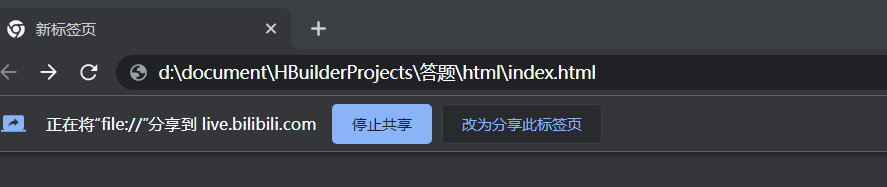 新标签页
d:\document\HBuilderProjects\答题\html\index.html
正在将"file://"分享到 live.bilibili.com 停止共享 改为分享此标签页